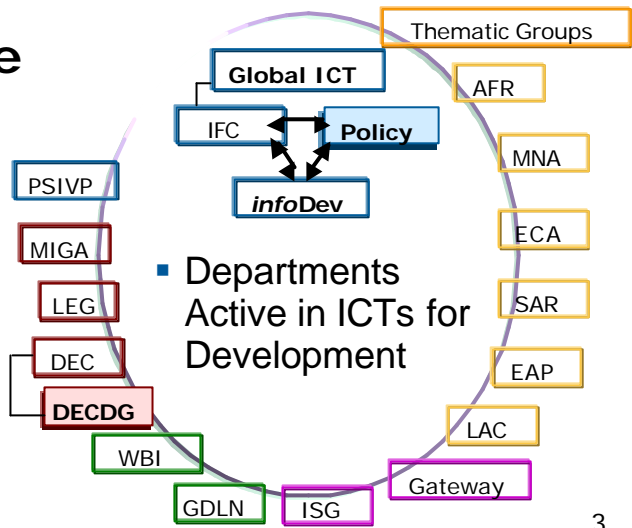 e
Thematic Groups
Global ICT
AFR
IFC
Policy
MNA
PSIVP
infoDev
MIGA
ECA
▪ Departments
Active in ICTs for
Development
LEG
SAR
DEC
EAP
DECDG
LAC
WBI
Gateway
GDLN
ISG
3